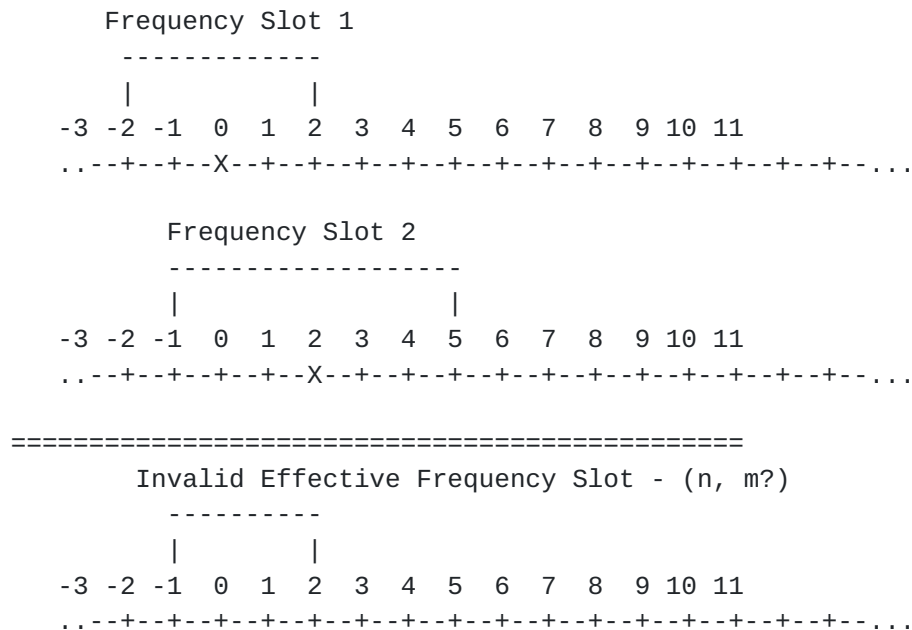 Frequency Slot 1
       -------------
       |           |
   -3 -2 -1  0  1  2  3  4  5  6  7  8  9 10 11
   ..--+--+--X--+--+--+--+--+--+--+--+--+--+--+--+--...

          Frequency Slot 2
          -------------------
          |                 |
   -3 -2 -1  0  1  2  3  4  5  6  7  8  9 10 11
   ..--+--+--+--+--X--+--+--+--+--+--+--+--+--+--+--...

===============================================
        Invalid Effective Frequency Slot - (n, m?)
          ----------
          |        |
   -3 -2 -1  0  1  2  3  4  5  6  7  8  9 10 11
   ..--+--+--+--+--+--+--+--+--+--+--+--+--+--+--+--...